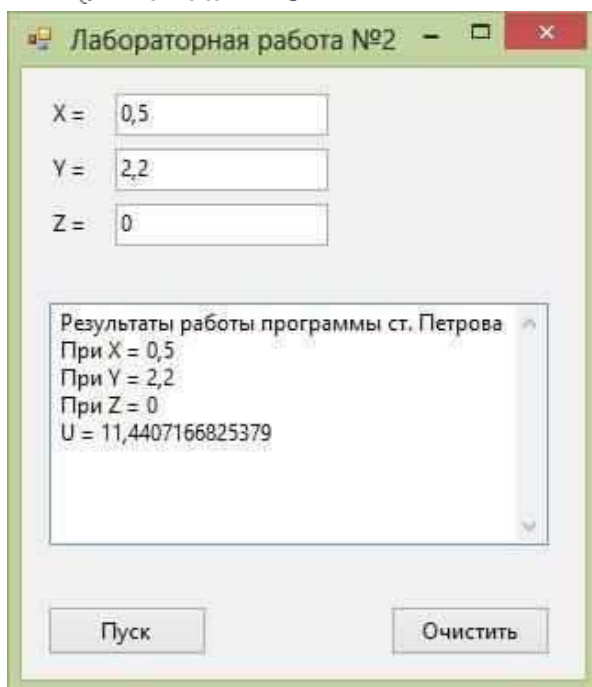 Лабораторная работа №2
X = 0,5
Y = 2,2
Z = 0
Результаты работы программы ст. Петрова
При X = 0,5
При Y = 2,2
При Z = 0
U = 11,4407166825379
Пуск Очистить